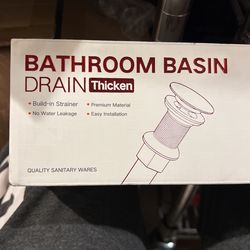 BATHROOM BASIN
DRAIN Thicken
• Build-in Strainer • Premium Material
• No Water Leakage • Easy Installation
QUALITY SANITARY WARES